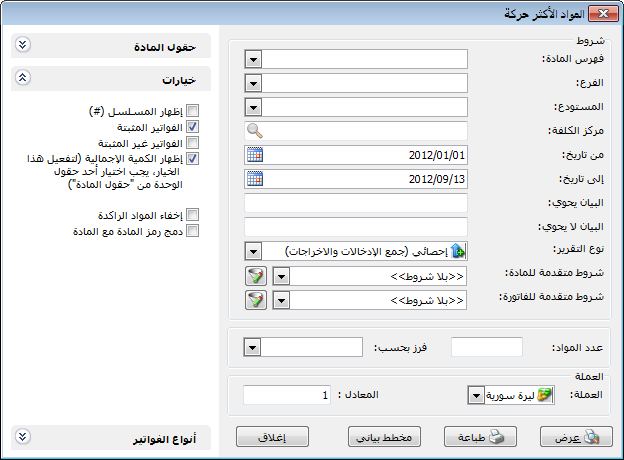 المواد الأكثر حركة
شروط
فهرس المادة:
الفرع:
المستودع:
مركز الكلفة:
من تاريخ:
2012/01/01
إلى تاريخ:
2012/09/13
البيان يحوي:
البيان لا يحوي:
نوع التقرير:
إحصائي (جمع الإدخالات والاخراجات)
شروط متقدمة للمادة:
<<بلا شروط>>
شروط متقدمة للفاتورة:
<<بلا شروط>>
عدد المواد:
فرز بحسب:
العملة
العملة:
ليرة سورية
المعادل :
1
عرض
طباعة
مخطط بياني
إغلاق
حقول المادة
خيارات
إظهار المسلسل (#)
الفواتير المثبتة
الفواتير غير المثبتة
إظهار الكمية الإجمالية (لتفعيل هذا
الخيار، يجب اختيار أحد حقول
الوحدة من "حقول المادة")
إخفاء المواد الراكدة
دمج رمز المادة مع المادة
أنواع الفواتير